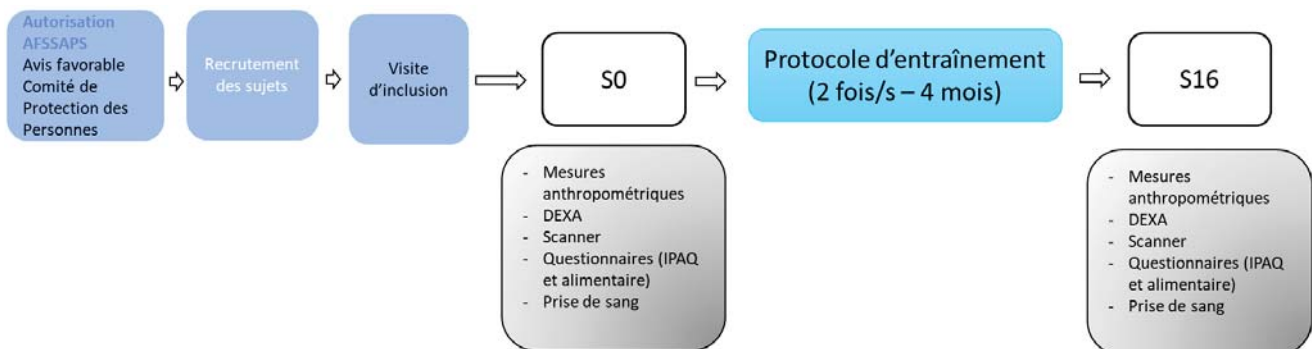 Autorisation
AFSSAPS
Avis favorable
Comité de
Protection des
Personnes
Recrutement
des sujets
Visite
d'inclusion
S0
Protocole d'entraînement
(2 fois/s – 4 mois)
S16
- Mesures
anthropométriques
- DEXA
- Scanner
- Questionnaires (IPAQ
et alimentaire)
- Prise de sang
- Mesures
anthropométriques
- DEXA
- Scanner
- Questionnaires (IPAQ
et alimentaire)
- Prise de sang